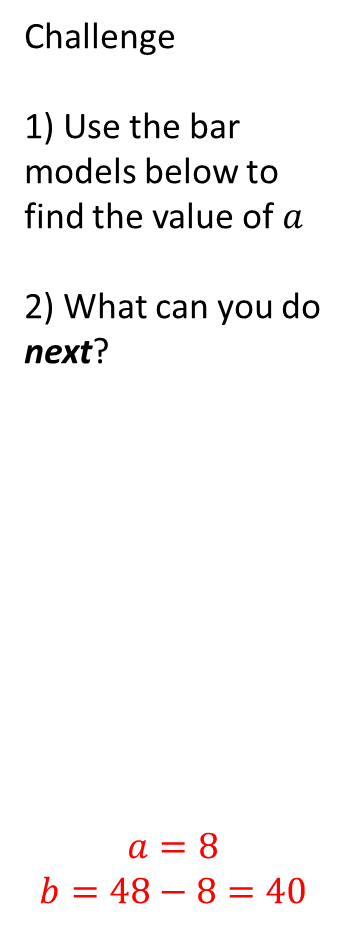 Challenge
1) Use the bar
models below to
find the value of a
2) What can you do
next?
a = 8
b = 48 − 8 = 40